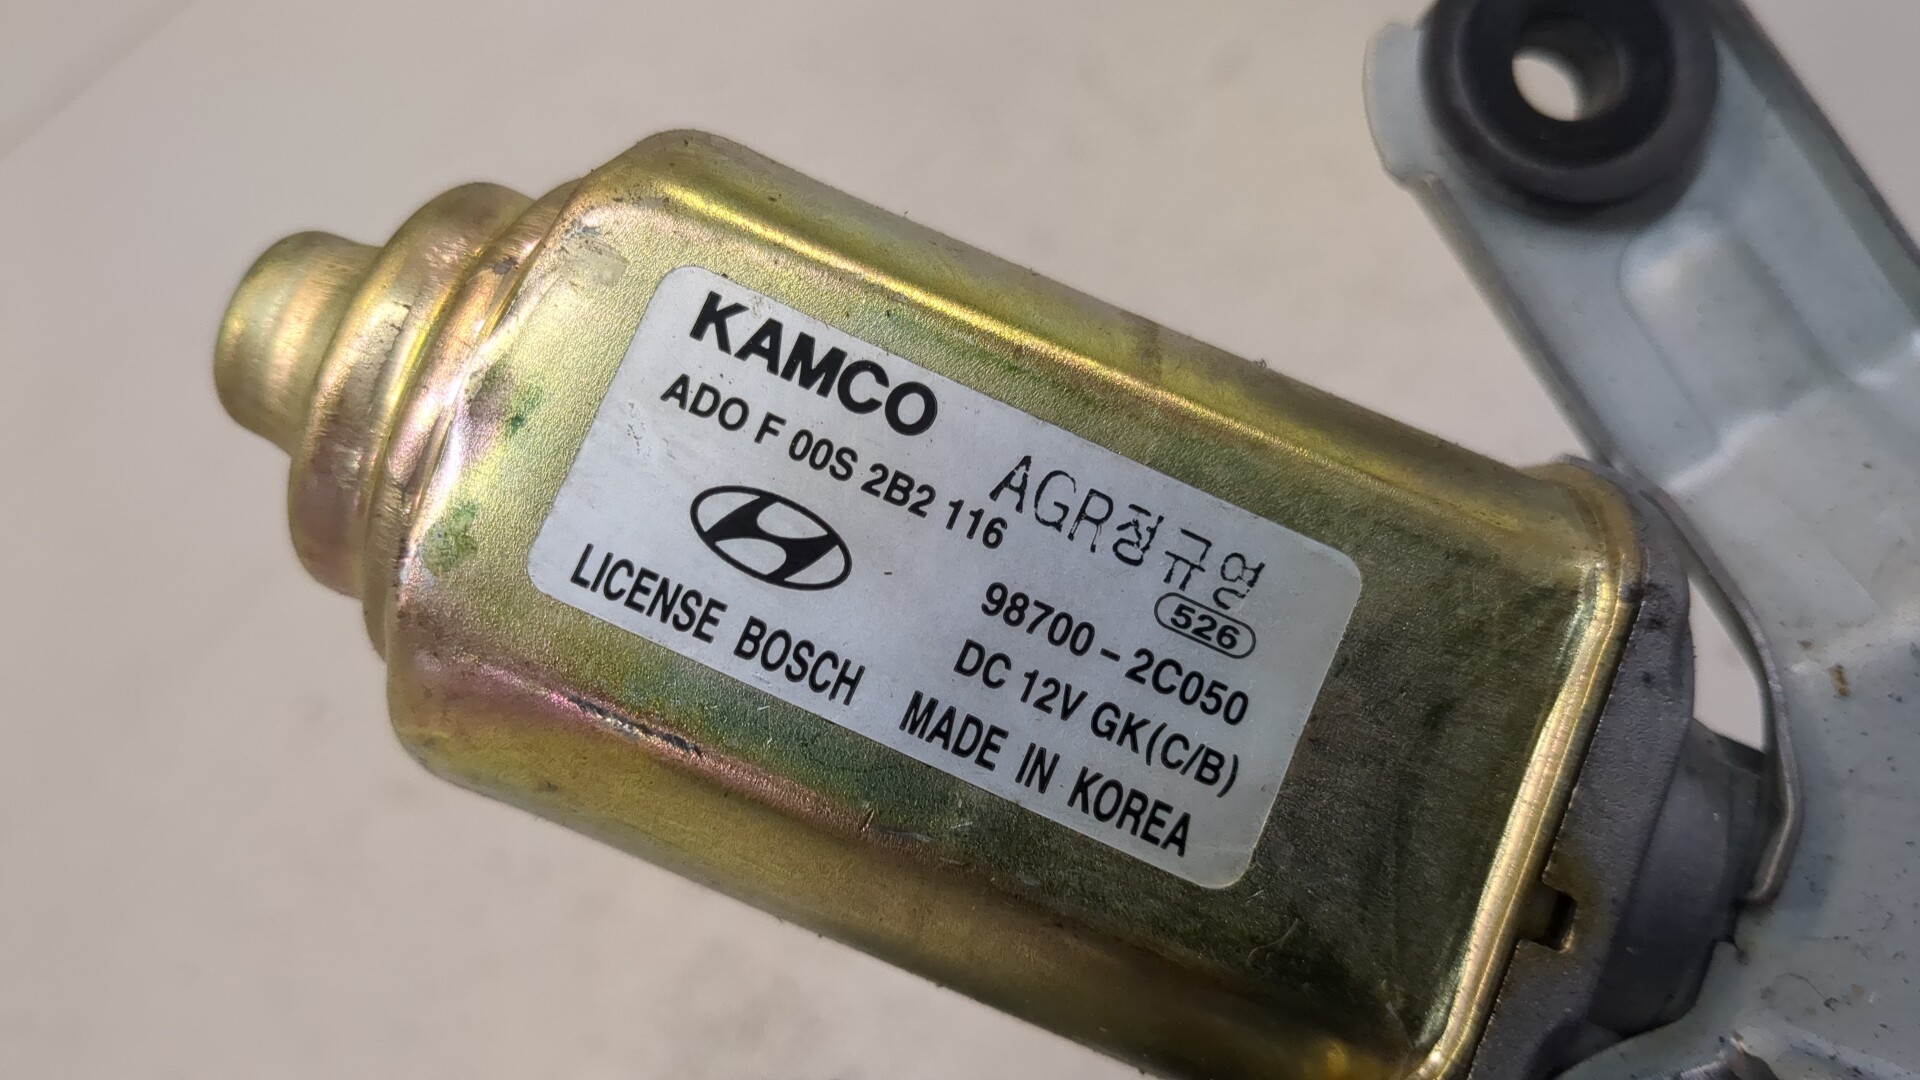 KAMCO
ADO F 00S 2B2 116
AGR정규열
526
98700-2C050
DC 12V GK(C/B)
LICENSE BOSCH MADE IN KOREA